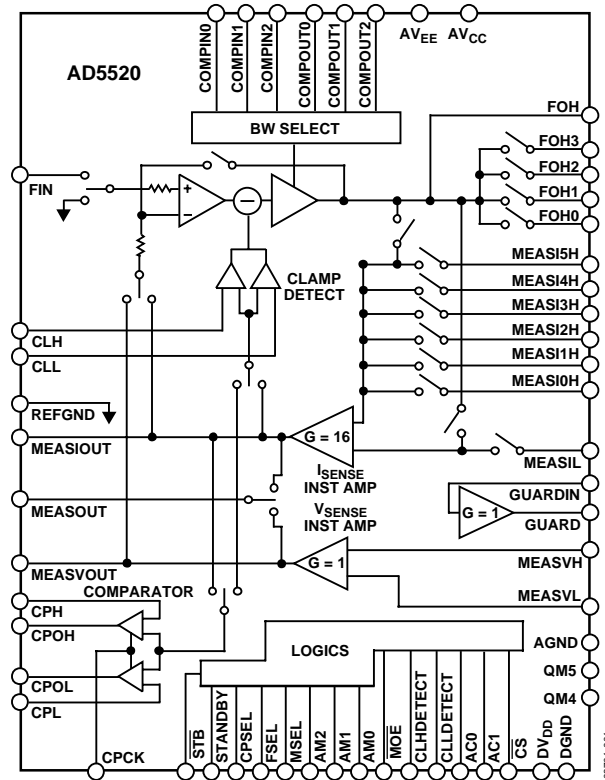 COMPIN0
COMPIN1
COMPIN2
COMPOUT0
COMPOUT1
COMPOUT2
AVEE
AVCC
AD5520
FOH
BW SELECT
FOH3
FOH2
FOH1
FOH0
FIN
+
–
–
MEASI5H
MEASI4H
MEASI3H
MEASI2H
MEASI1H
MEASI0H
CLAMP
DETECT
CLH
CLL
REFGND
MEASIOUT
G = 16
MEASIL
ISENSE
INST AMP
GUARDIN
MEASOUT
VSENSE
INST AMP
G = 1
GUARD
MEASVOUT
G = 1
MEASVH
COMPARATOR
CPH
MEASVL
CPOH
AGND
LOGICS
QM5
CPOL
QM4
CPL
CPCK
STB
STANDBY
CPSEL
FSEL
MSEL
AM2
AM1
AM0
MOE
CLHDETECT
CLLDETECT
AC0
AC1
CS
DVDD
DGND